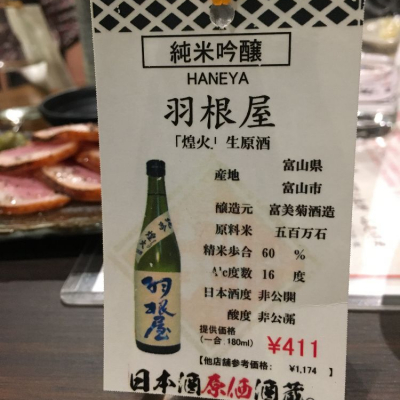 純米吟醸
HANEYA
羽根屋
「煌火」生原酒
産地 富山県
富山市
醸造元 富美菊酒造
原料米 五百万石
精米歩合 60 %
A'c度数 16 度
日本酒度 非公開
酸度 非公開
提供価格
(一合 180ml) ¥411
【他店舗参考価格: ¥1,174 】
日本酒原価酒蔵
羽根屋